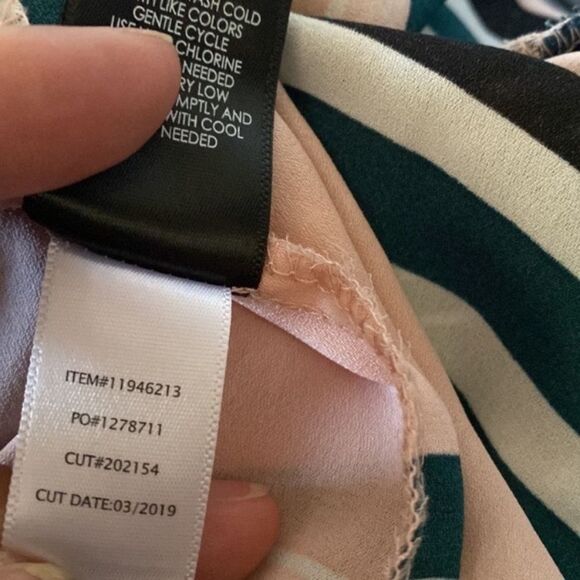 ASH COLD
LIKE COLORS
GENTLE CYCLE
CHLORINE
NEEDED
LOW
AND
WITH COOL
NEEDED
ITEM#11946213
PO#1278711
CUT#202154
CUT DATE:03/2019